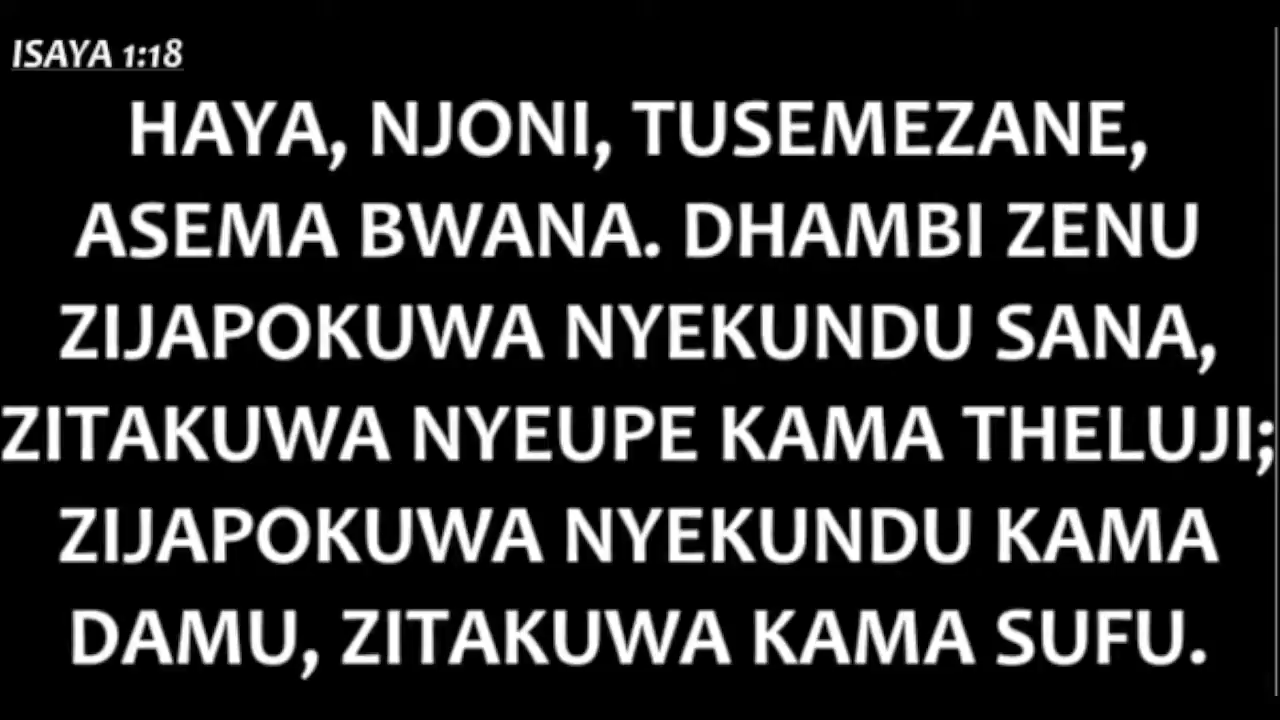 ISAYA 1:18
HAYA, NJONI, TUSEMEZANE,
ASEMA BWANA. DHAMBI ZENU
ZIJAPOKUWA NYEKUNDU SANA,
ZITAKUWA NYEUPE KAMA THELUJI;
ZIJAPOKUWA NYEKUNDU KAMA
DAMU, ZITAKUWA KAMA SUFU.